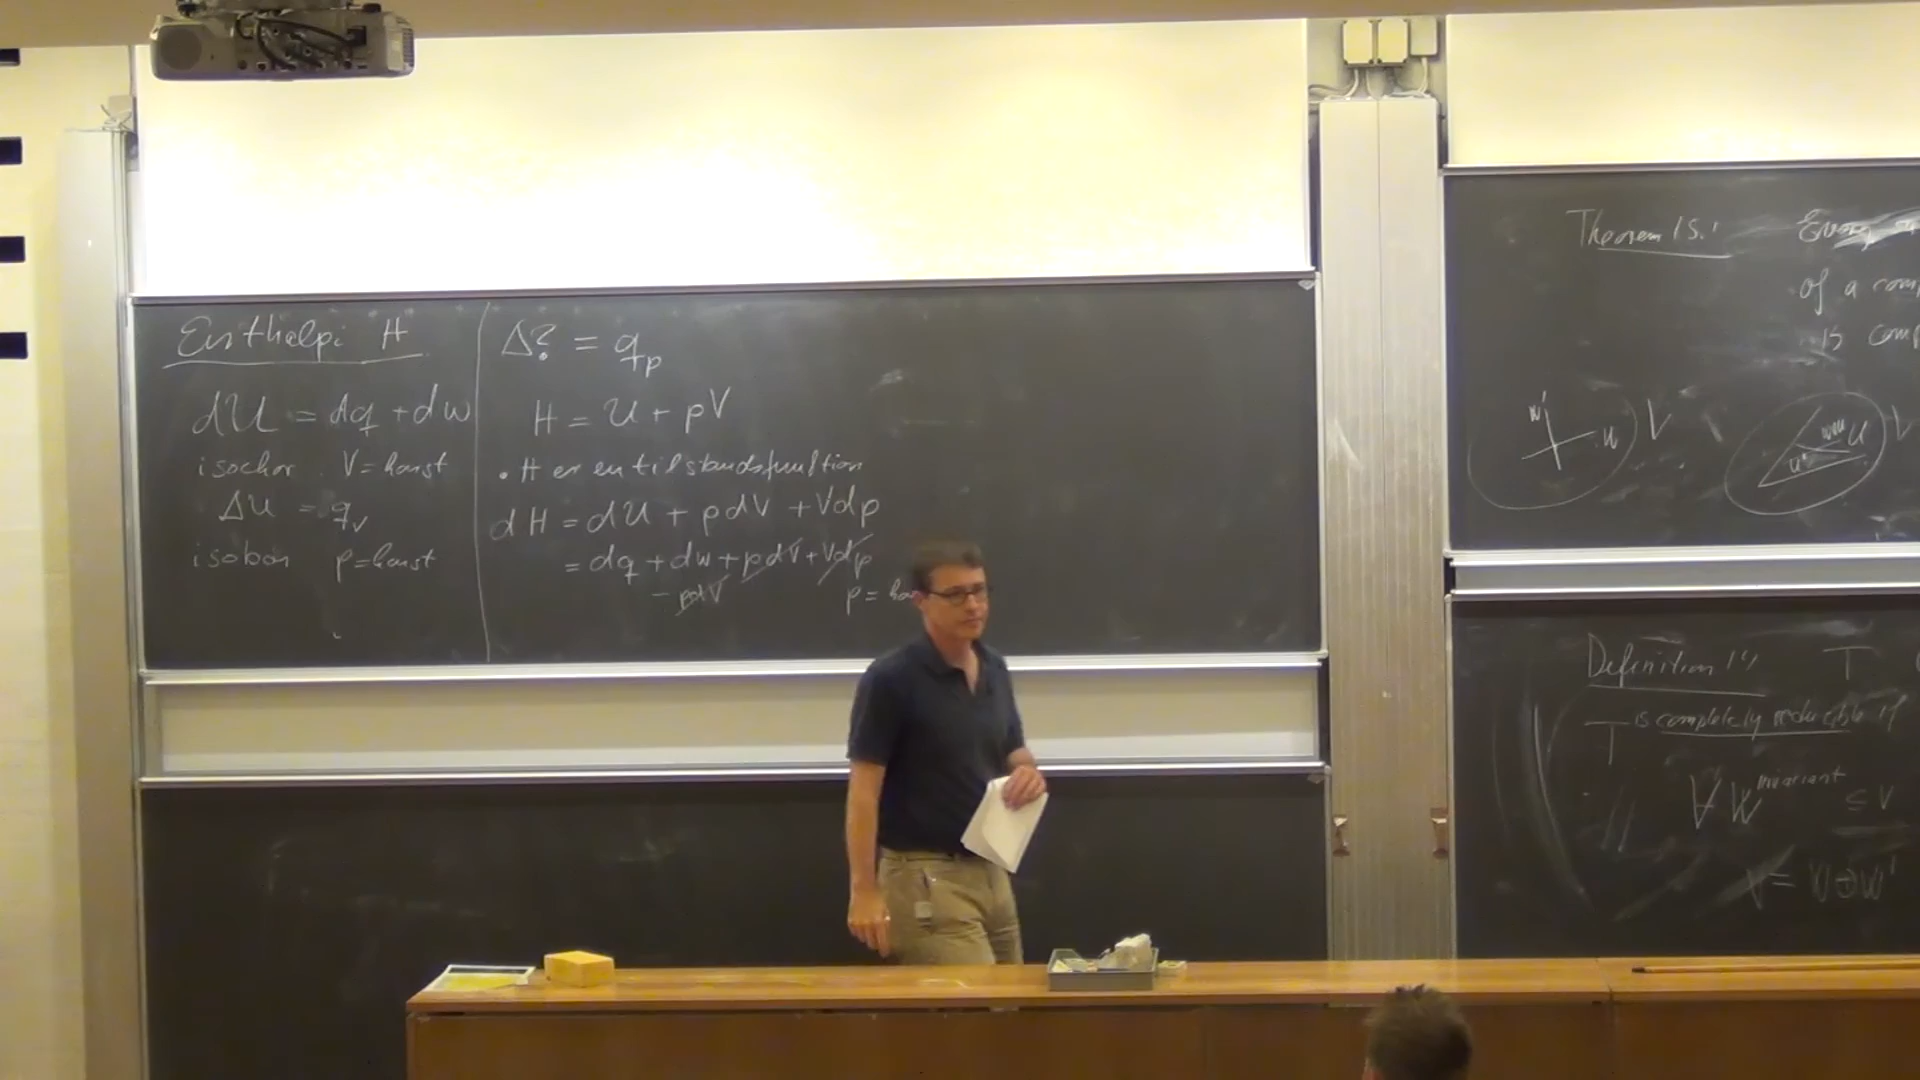 Enthalpi H
dU = dq + dw
isochor V = konst
ΔU = q_V
isobar p = konst
Δ? = q_p
H = U + pV
• H er en tilstandsfunktion
dH = dU + pdV + Vdp
= dq + dw + pdV + Vdp
- pdV
p =
Theorem 15.1
of a
is
W'
W
V
U
V
Definition
T
T is completely reducible if
∀ W invariant ⊆ V
V = W ⊕ W'